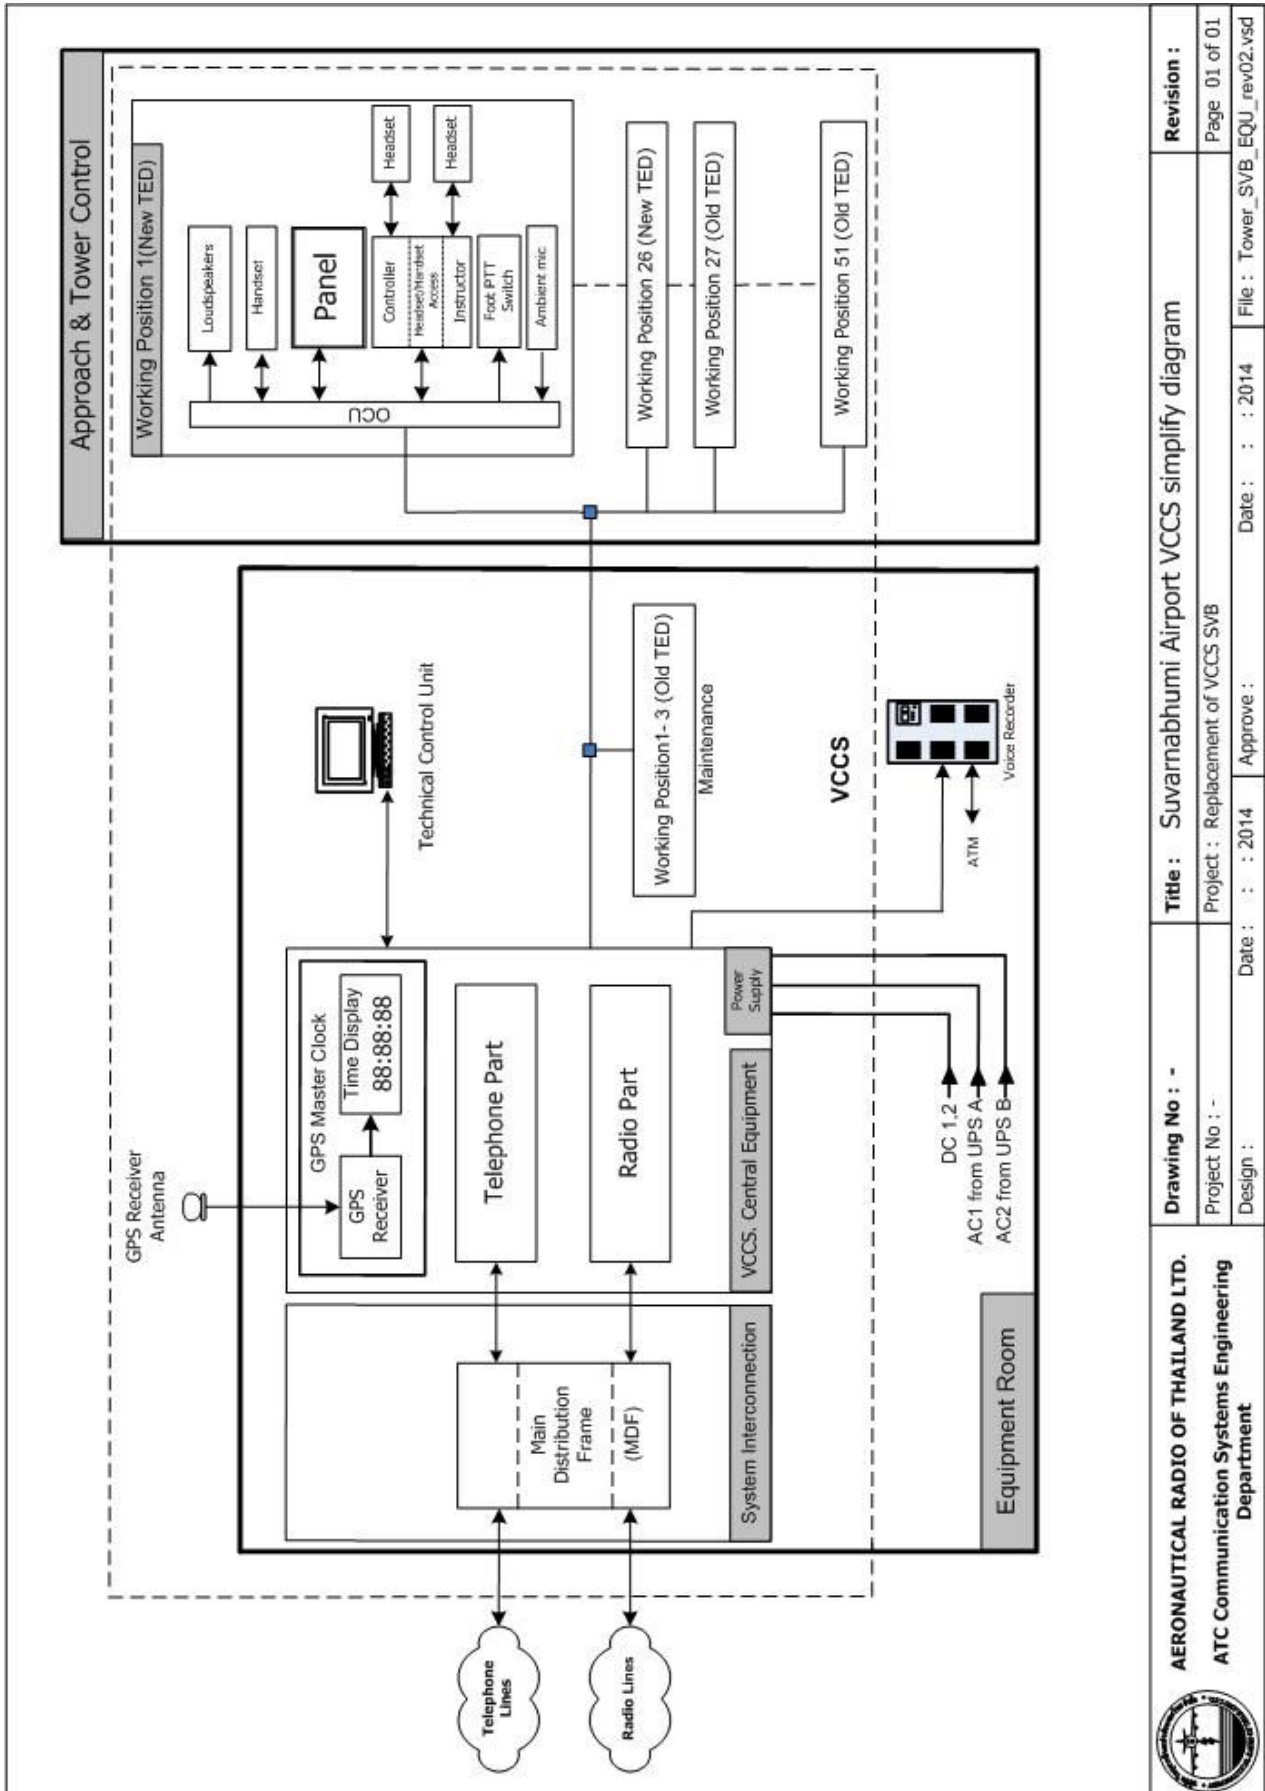 Approach & Tower Control
Working Position 1(New TED)
Loudspeakers
Handset
Panel
Controller
Headset/Handset
Access
Instructor
Foot PTT
Switch
Ambient mic
Headset
Headset
OCU
Working Position 26 (New TED)
Working Position 27 (Old TED)
Working Position 51 (Old TED)
GPS Receiver
Antenna
GPS Master Clock
GPS
Receiver
Time Display
88:88:88
Technical Control Unit
Telephone Part
Radio Part
VCCS. Central Equipment
Power
Supply
Working Position1- 3 (Old TED)
Maintenance
VCCS
Voice Recorder
ATM
DC 1,2
AC1 from UPS A
AC2 from UPS B
Telephone
Lines
Radio Lines
Main
Distribution
Frame
(MDF)
System Interconnection
Equipment Room
AERONAUTICAL RADIO OF THAILAND LTD.
ATC Communication Systems Engineering
Department
Drawing No : -
Title : Suvarnabhumi Airport VCCS simplify diagram
Revision :
Project No : -
Project : Replacement of VCCS SVB
Page 01 of 01
Design :
Date : : : 2014
Approve :
Date : : : 2014
File : Tower_SVB_EQU_rev02.vsd